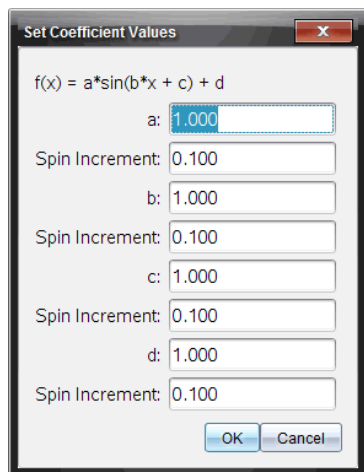 Set Coefficient Values
f(x) = a*sin(b*x + c) + d
a: 1.000
Spin Increment: 0.100
b: 1.000
Spin Increment: 0.100
c: 1.000
Spin Increment: 0.100
d: 1.000
Spin Increment: 0.100
OK Cancel